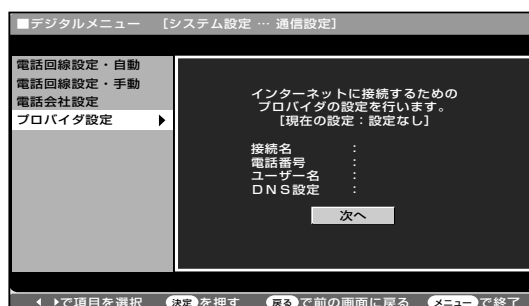 ■デジタルメニュー [システム設定 … 通信設定]
電話回線設定・自動
電話回線設定・手動
電話会社設定
プロバイダ設定
インターネットに接続するための
プロバイダの設定を行います。
[現在の設定：設定なし]
接続名 ：
電話番号 ：
ユーザー名 ：
ＤＮＳ設定 ：
次へ
で項目を選択 決定を押す 戻るで前の画面に戻る メニューで終了